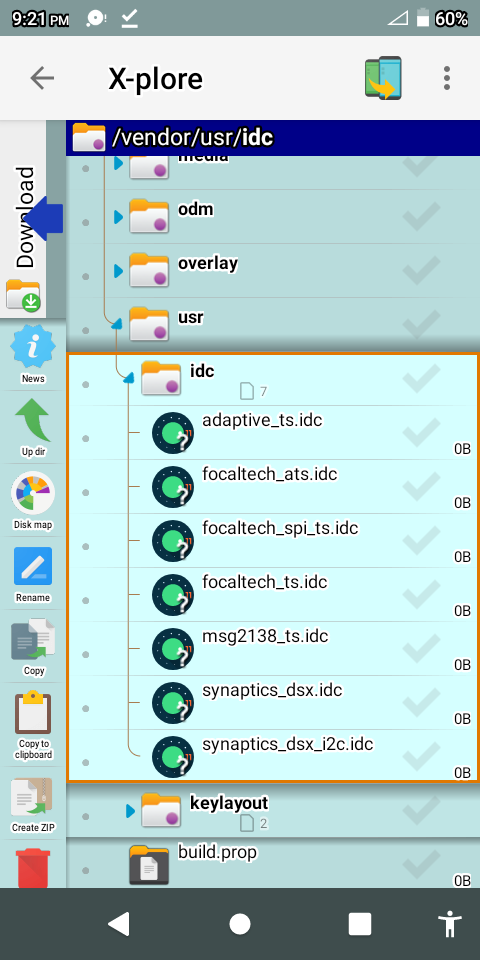 9:21 PM
60%
X-plore
/vendor/usr/idc
Download
media
odm
overlay
usr
idc
7
adaptive_ts.idc
0B
focaltech_ats.idc
0B
focaltech_spi_ts.idc
0B
focaltech_ts.idc
0B
msg2138_ts.idc
0B
synaptics_dsx.idc
0B
synaptics_dsx_i2c.idc
0B
keylayout
2
build.prop
0B
News
Up dir
Disk map
Rename
Copy
Copy to
clipboard
Create ZIP